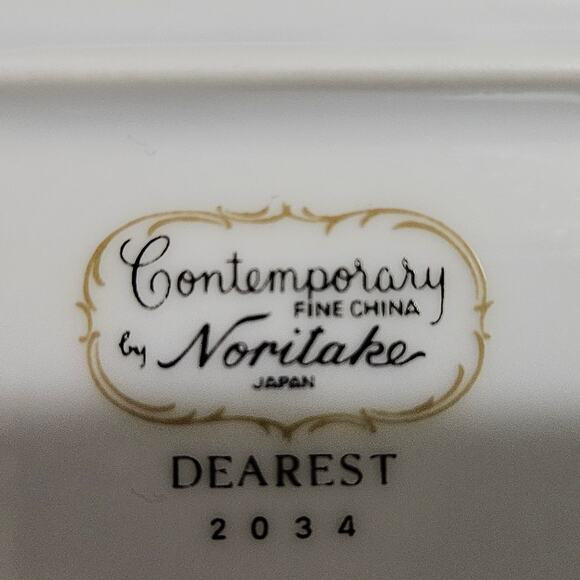 Contemporary
FINE CHINA
by Noritake
JAPAN
DEAREST
2034